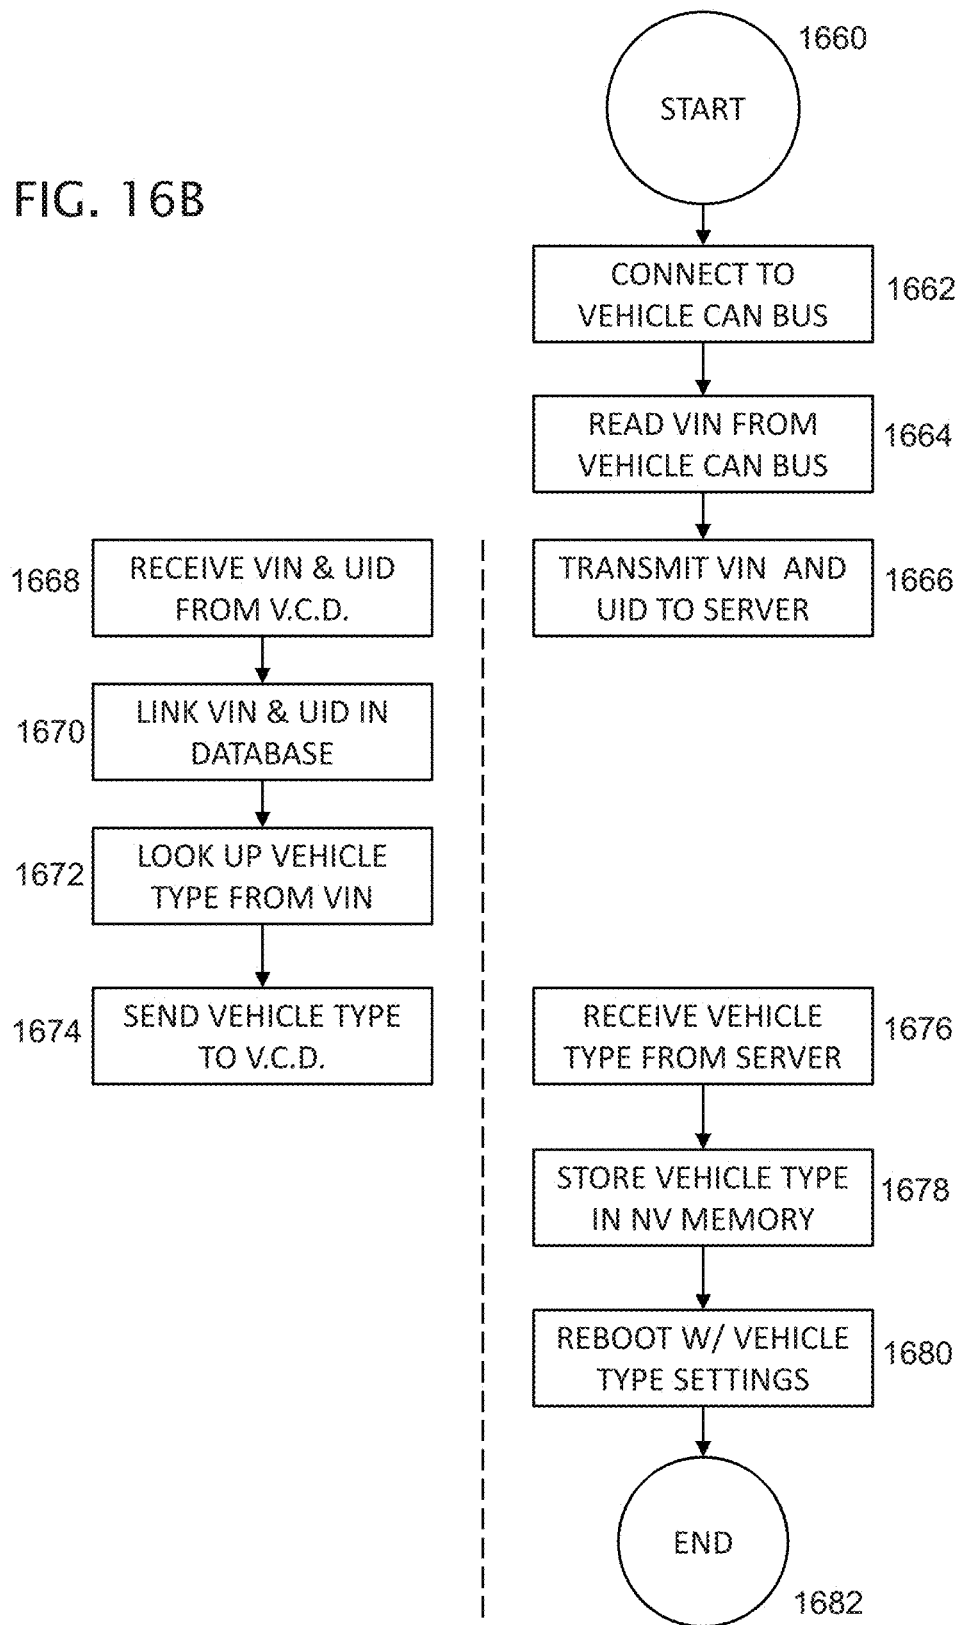 1660
START
FIG. 16B
CONNECT TO
VEHICLE CAN BUS
1662
READ VIN FROM
VEHICLE CAN BUS
1664
1668
RECEIVE VIN & UID
FROM V.C.D.
TRANSMIT VIN AND
UID TO SERVER
1666
1670
LINK VIN & UID IN
DATABASE
1672
LOOK UP VEHICLE
TYPE FROM VIN
1674
SEND VEHICLE TYPE
TO V.C.D.
RECEIVE VEHICLE
TYPE FROM SERVER
1676
STORE VEHICLE TYPE
IN NV MEMORY
1678
REBOOT W/ VEHICLE
TYPE SETTINGS
1680
END
1682